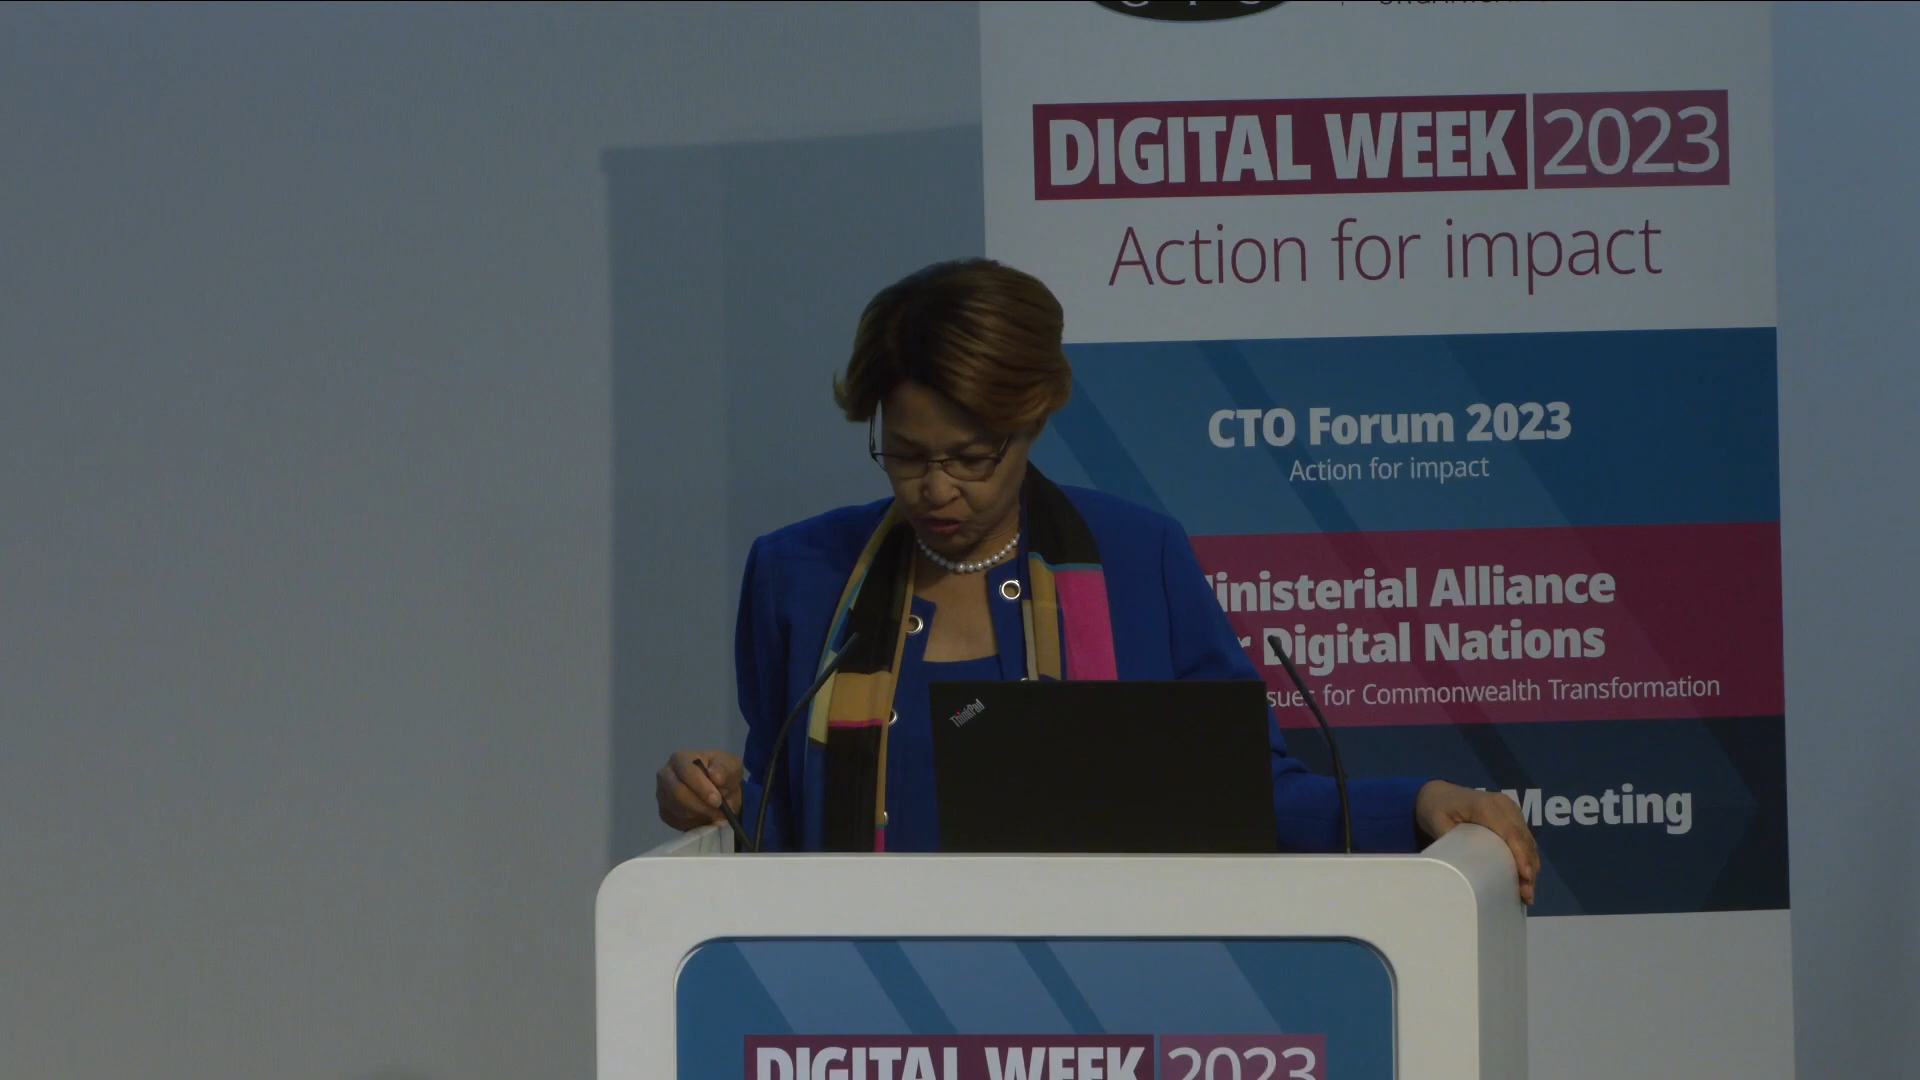 DIGITAL WEEK 2023
Action for impact
CTO Forum 2023
Action for impact
inisterial Alliance
r Digital Nations
sues for Commonwealth Transformation
Meeting
ThinkPad
DIGITAL WEEK 2023